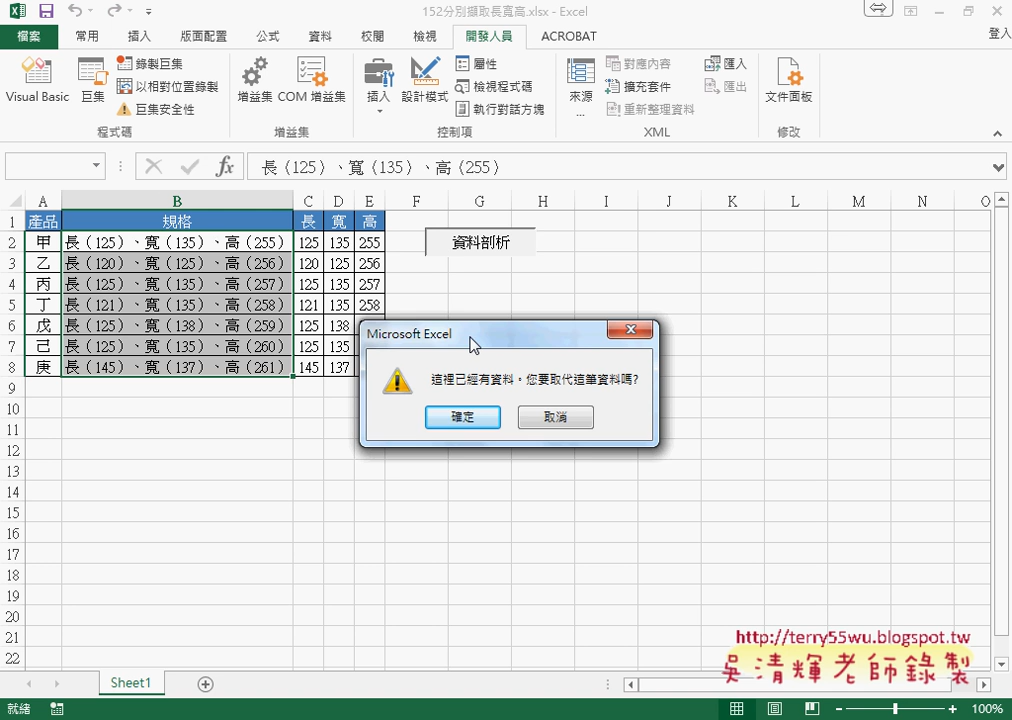 152分別擷取長寬高.xlsx - Excel
檔案 常用 插入 版面配置 公式 資料 校閱 檢視 開發人員 ACROBAT 登入
Visual Basic 巨集 錄製巨集 以相對位置錄製 巨集安全性
增益集 COM 增益集
插入 設計模式 屬性 檢視程式碼 執行對話方塊
來源 ... 對應內容 擴充套件 重新整理資料 匯入 匯出
文件面板
程式碼 增益集 控制項 XML 修改
fx 長（125）、寬（135）、高（255）
A B C D E F G H I J K L M N O
1 產品 規格 長 寬 高
2 甲 長（125）、寬（135）、高（255） 125 135 255 資料剖析
3 乙 長（120）、寬（125）、高（256） 120 125 256
4 丙 長（125）、寬（135）、高（257） 125 135 257
5 丁 長（121）、寬（135）、高（258） 121 135 258
6 戊 長（125）、寬（138）、高（259） 125 138
7 己 長（125）、寬（135）、高（260） 125 135
8 庚 長（145）、寬（137）、高（261） 145 137
Microsoft Excel
這裡已經有資料。您要取代這筆資料嗎?
確定 取消
9
10
11
12
13
14
15
16
17
18
19
20
21
22
http://terry55wu.blogspot.tw
吳清輝老師錄製
Sheet1
就緒 100%